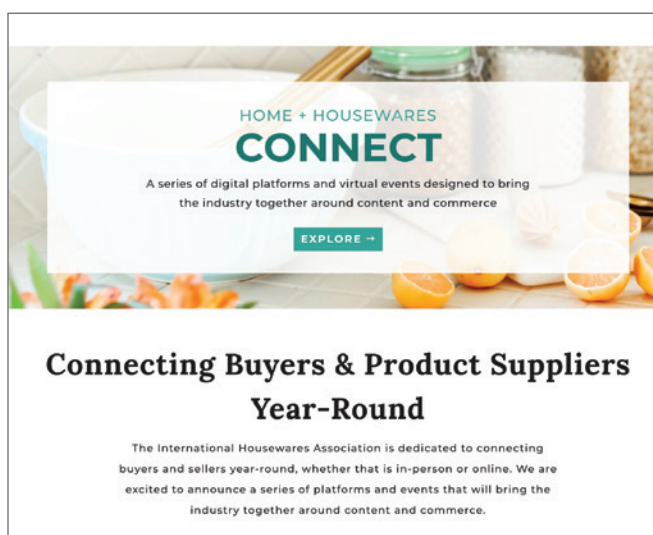 HOME + HOUSEWARES
CONNECT
A series of digital platforms and virtual events designed to bring
the industry together around content and commerce
EXPLORE →
Connecting Buyers & Product Suppliers
Year-Round
The International Housewares Association is dedicated to connecting
buyers and sellers year-round, whether that is in-person or online. We are
excited to announce a series of platforms and events that will bring the
industry together around content and commerce.